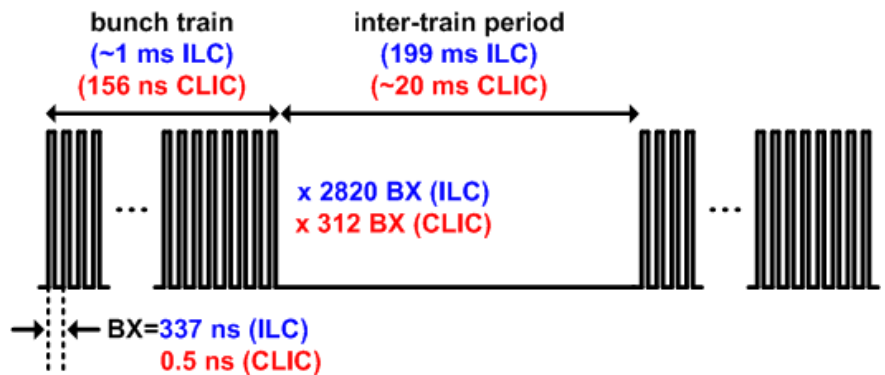 bunch train
(~1 ms ILC)
(156 ns CLIC)
inter-train period
(199 ms ILC)
(~20 ms CLIC)
x 2820 BX (ILC)
x 312 BX (CLIC)
...
...
BX=337 ns (ILC)
0.5 ns (CLIC)